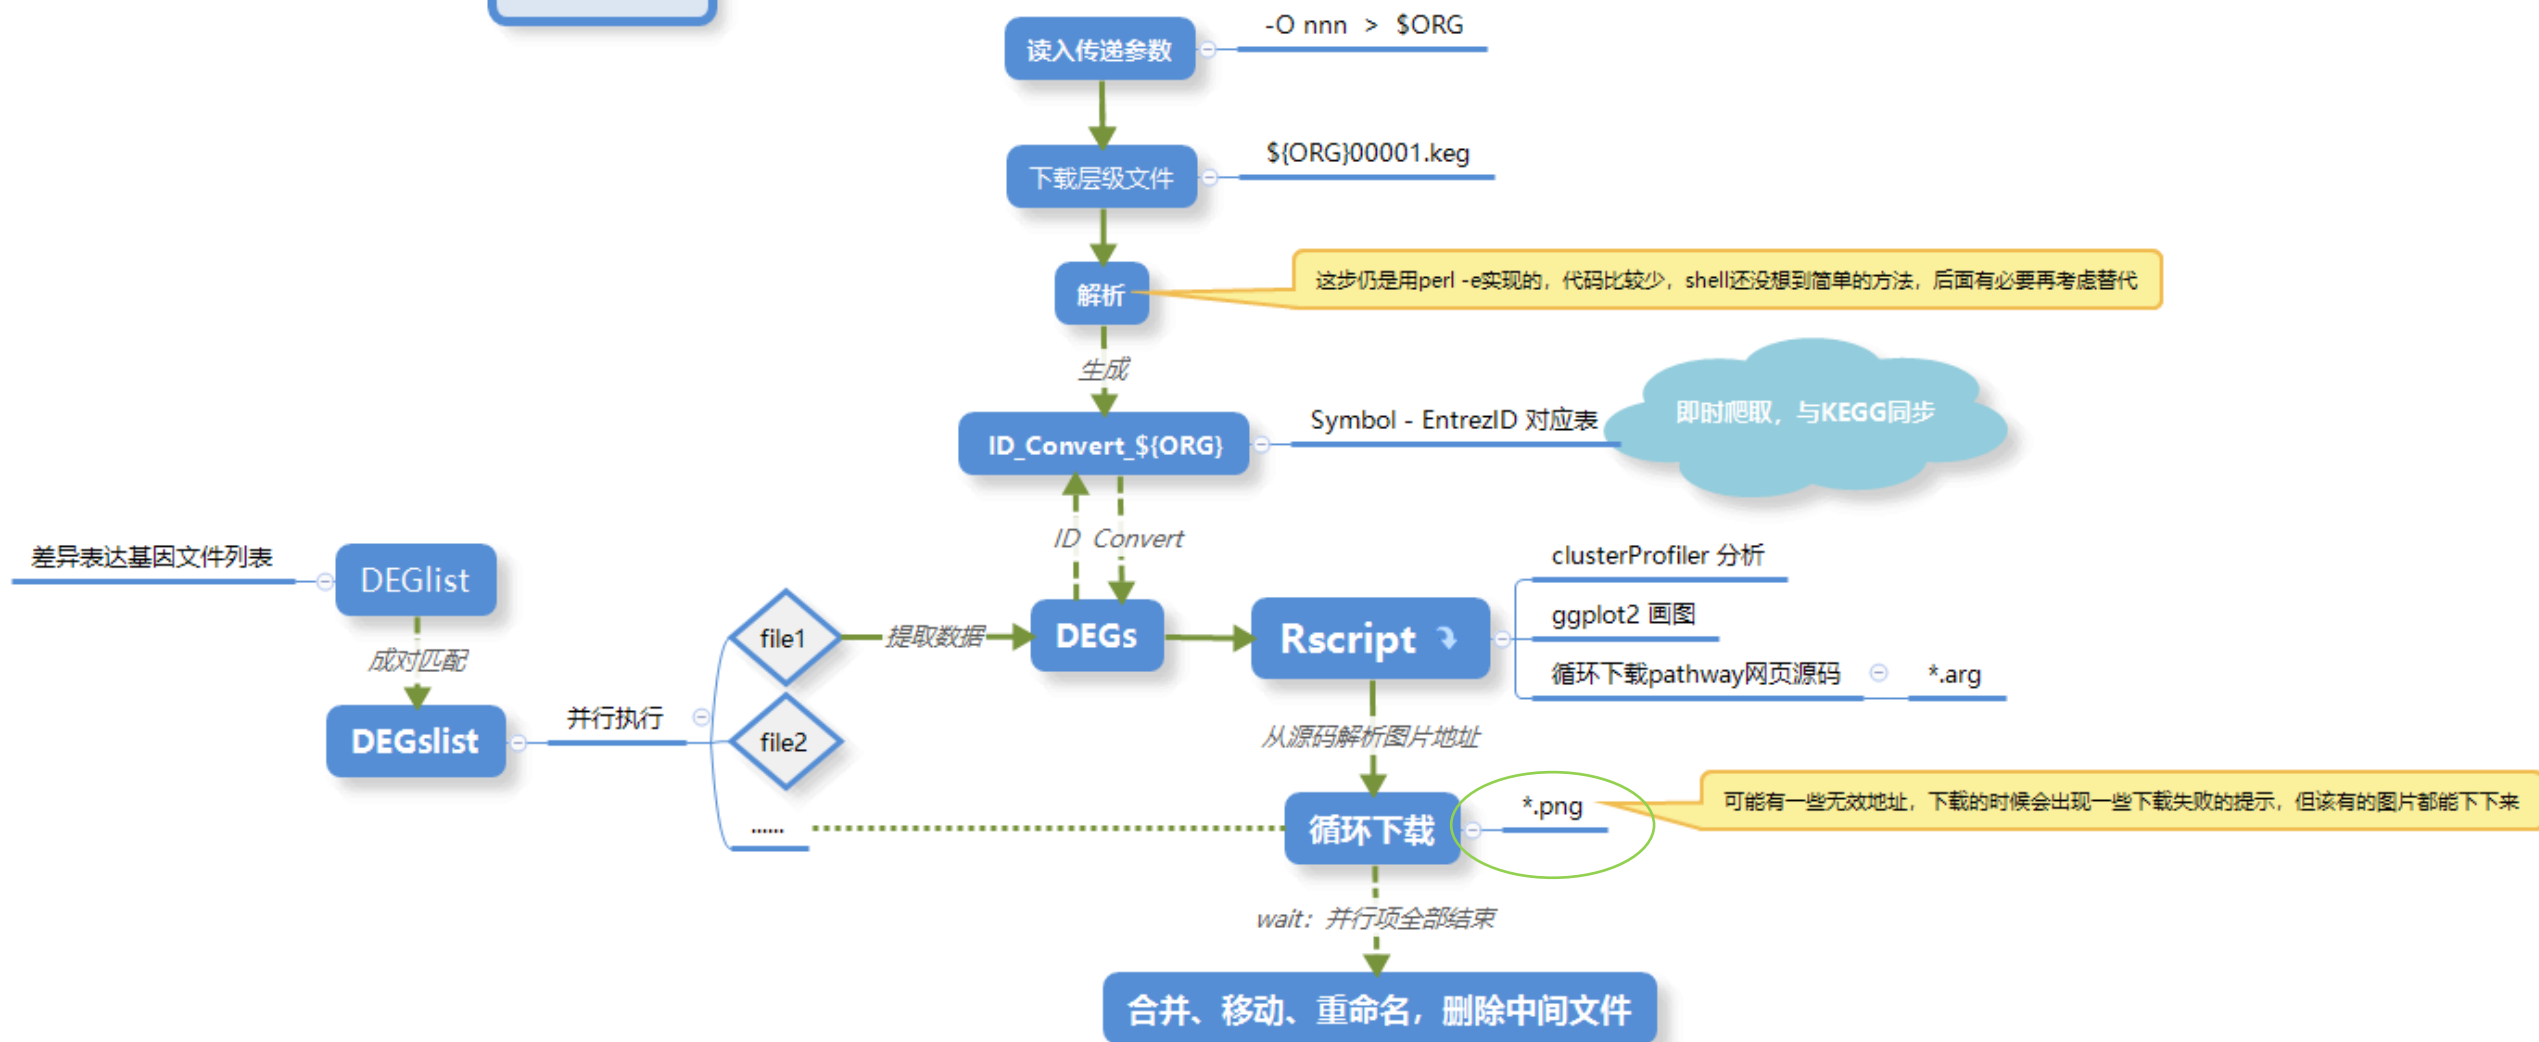 读入传递参数
-O nnn > $ORG
下载层级文件
${ORG}00001.keg
解析
这步仍是用perl -e实现的，代码比较少，shell还没想到简单的方法，后面有必要再考虑替代
生成
ID_Convert_${ORG}
Symbol - EntrezID 对应表
即时爬取，与KEGG同步
ID Convert
差异表达基因文件列表
DEGlist
成对匹配
DEGslist
并行执行
file1
file2
......
提取数据
DEGs
Rscript
clusterProfiler 分析
ggplot2 画图
循环下载pathway网页源码
*.arg
从源码解析图片地址
循环下载
*.png
可能有一些无效地址，下载的时候会出现一些下载失败的提示，但该有的图片都能下下来
wait：并行项全部结束
合并、移动、重命名，删除中间文件